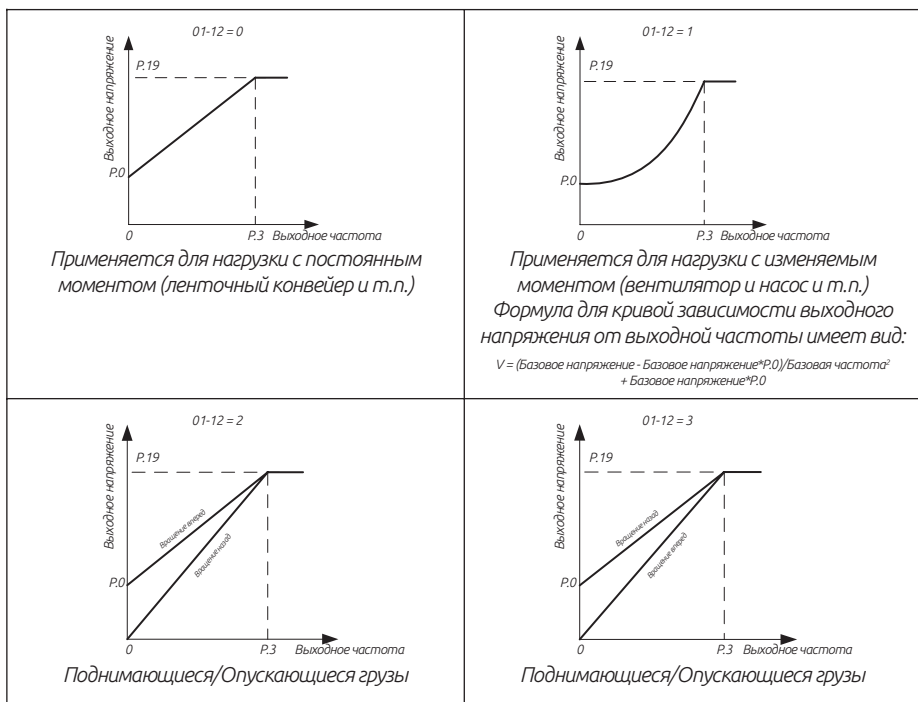 01-12 = 0
Выходное напряжение
P.19
P.0
0
P.3
Выходное частота
Применяется для нагрузки с постоянным
моментом (ленточный конвейер и т.п.)
01-12 = 1
Выходное напряжение
P.19
P.0
0
P.3
Выходное частота
Применяется для нагрузки с изменяемым
моментом (вентилятор и насос и т.п.)
Формула для кривой зависимости выходного
напряжения от выходной частоты имеет вид:
V = (Базовое напряжение - Базовое напряжение*P.0)/Базовая частота²
+ Базовое напряжение*P.0
01-12 = 2
Выходное напряжение
P.19
Вращение вперед
Вращение назад
P.0
0
P.3
Выходное частота
Поднимающиеся/Опускающиеся грузы
01-12 = 3
Выходное напряжение
P.19
Вращение назад
Вращение вперед
P.0
0
P.3
Выходное частота
Поднимающиеся/Опускающиеся грузы